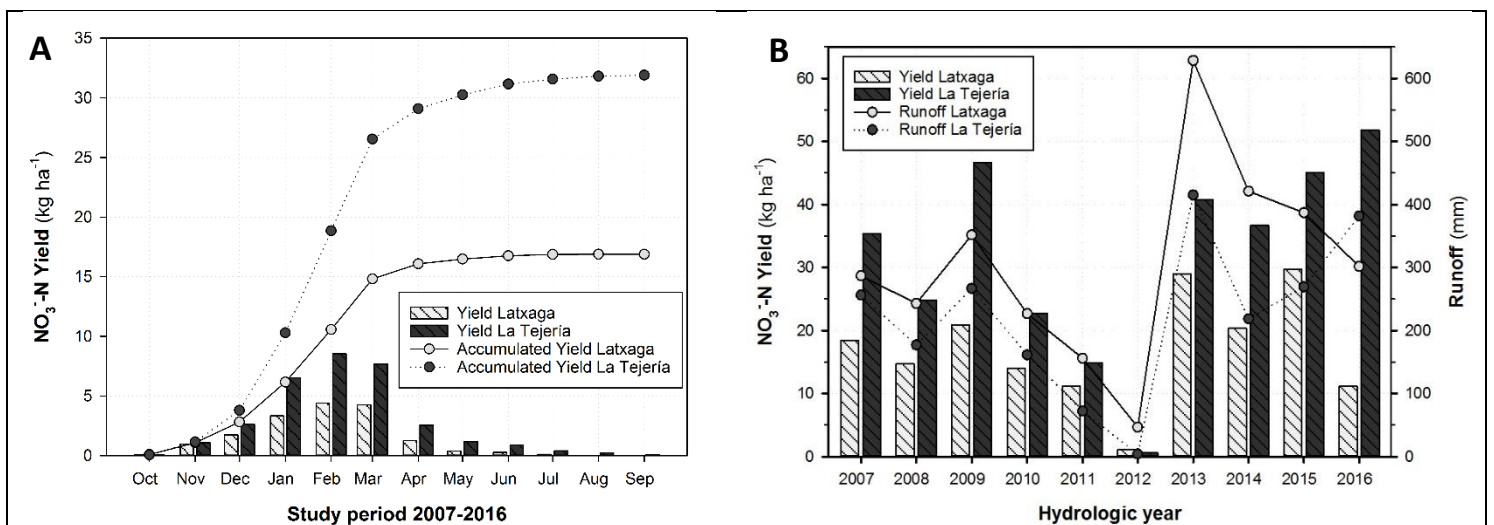 A
NO₃⁻-N Yield (kg ha⁻¹)
35
30
25
20
15
10
5
0
Yield Latxaga
Yield La Tejería
Accumulated Yield Latxaga
Accumulated Yield La Tejería
Oct Nov Dec Jan Feb Mar Apr May Jun Jul Aug Sep
Study period 2007-2016
B
NO₃⁻-N Yield (kg ha⁻¹)
60
50
40
30
20
10
0
Yield Latxaga
Yield La Tejería
Runoff Latxaga
Runoff La Tejería
600
500
400
300
200
100
0
Runoff (mm)
2007 2008 2009 2010 2011 2012 2013 2014 2015 2016
Hydrologic year